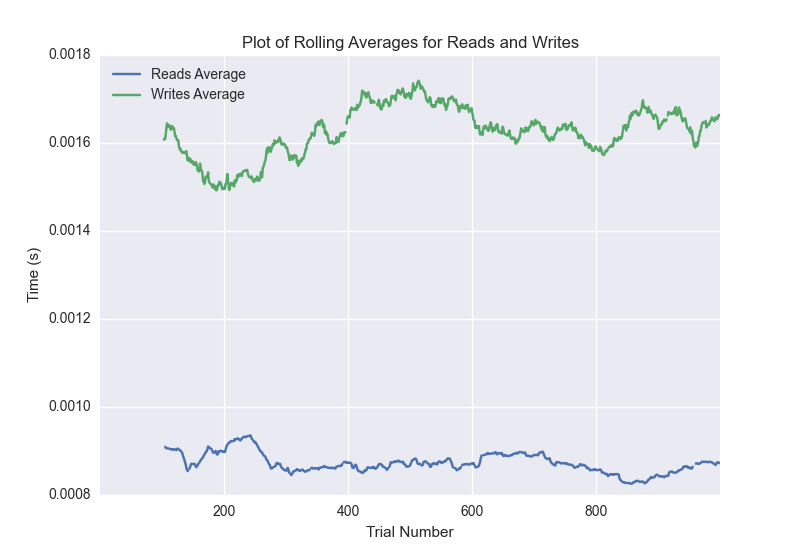 Plot of Rolling Averages for Reads and Writes
0.0018
Reads Average
Writes Average
0.0016
0.0014
Time (s)
0.0012
0.0010
0.0008
200 400 600 800
Trial Number